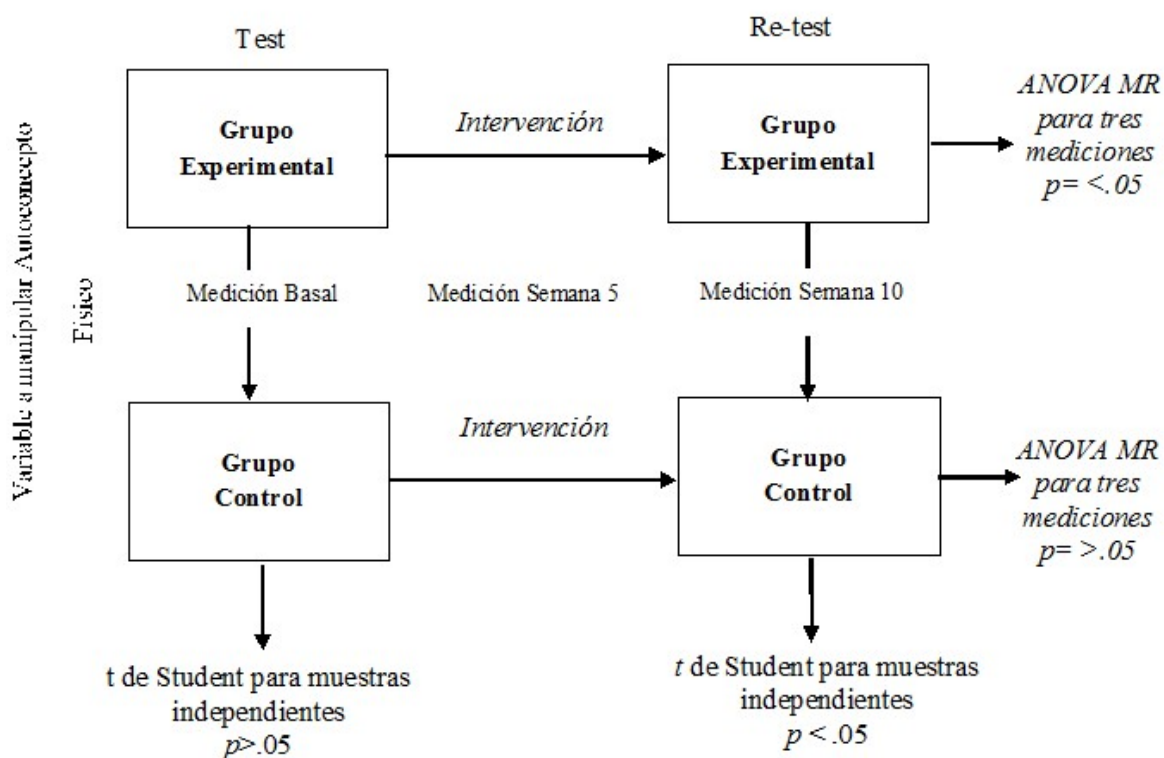 Test
Re-test
Grupo
Experimental
Intervención
Grupo
Experimental
ANOVA MR
para tres
mediciones
p= <.05
Variable a manipular Autoconcepto
Físico
Medición Basal
Medición Semana 5
Medición Semana 10
Grupo
Control
Intervención
Grupo
Control
ANOVA MR
para tres
mediciones
p= >.05
t de Student para muestras
independientes
p>.05
t de Student para muestras
independientes
p <.05